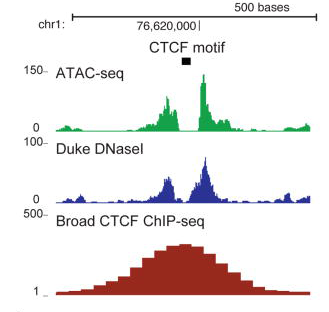 500 bases
chr1: 76,620,000
CTCF motif
150
ATAC-seq
0
100
Duke DNaseI
0
500
Broad CTCF ChIP-seq
1